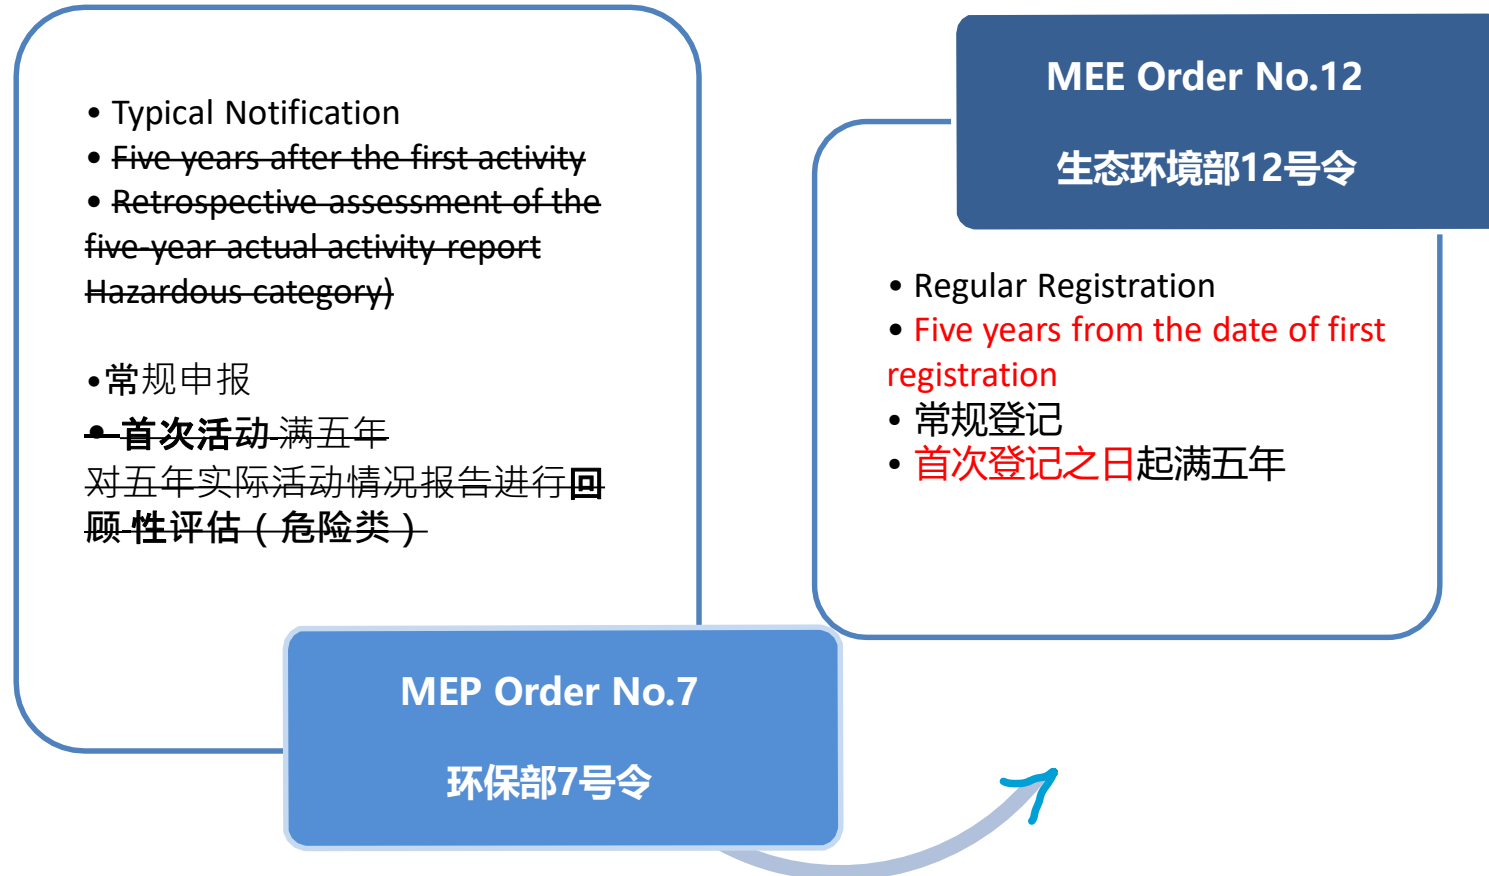 • Typical Notification
• Five years after the first activity
• Retrospective assessment of the
five-year actual activity report
Hazardous category)
•常规申报
• 首次活动 满五年
对五年实际活动情况报告进行回
顾 性评估（危险类）
MEP Order No.7
环保部7号令
MEE Order No.12
生态环境部12号令
• Regular Registration
• Five years from the date of first
registration
• 常规登记
• 首次登记之日起满五年